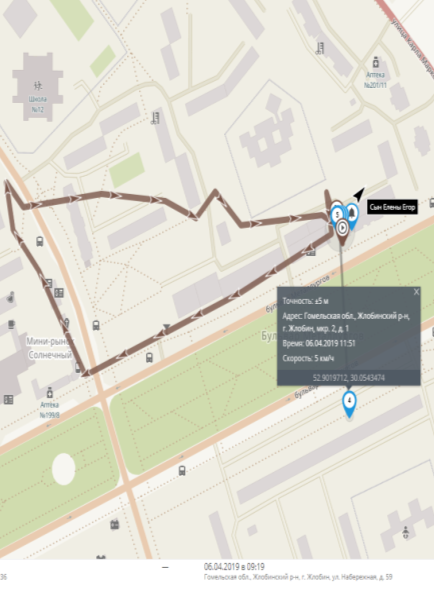 Школа
№12
Аптека
№201/11
Сын Елены Егор
X
Точность: ±5 м
Адрес: Гомельская обл., Жлобинский р-н,
г. Жлобин, мкр. 2, д. 1
Время: 06.04.2019 11:51
Скорость: 5 км/ч
52.9019712, 30.0543474
Мини-рынок
Солнечный
Аптека
№199/8
4
—
06.04.2019 в 09:19
36
Гомельская обл., Жлобинский р-н, г. Жлобин, ул. Набережная, д. 59